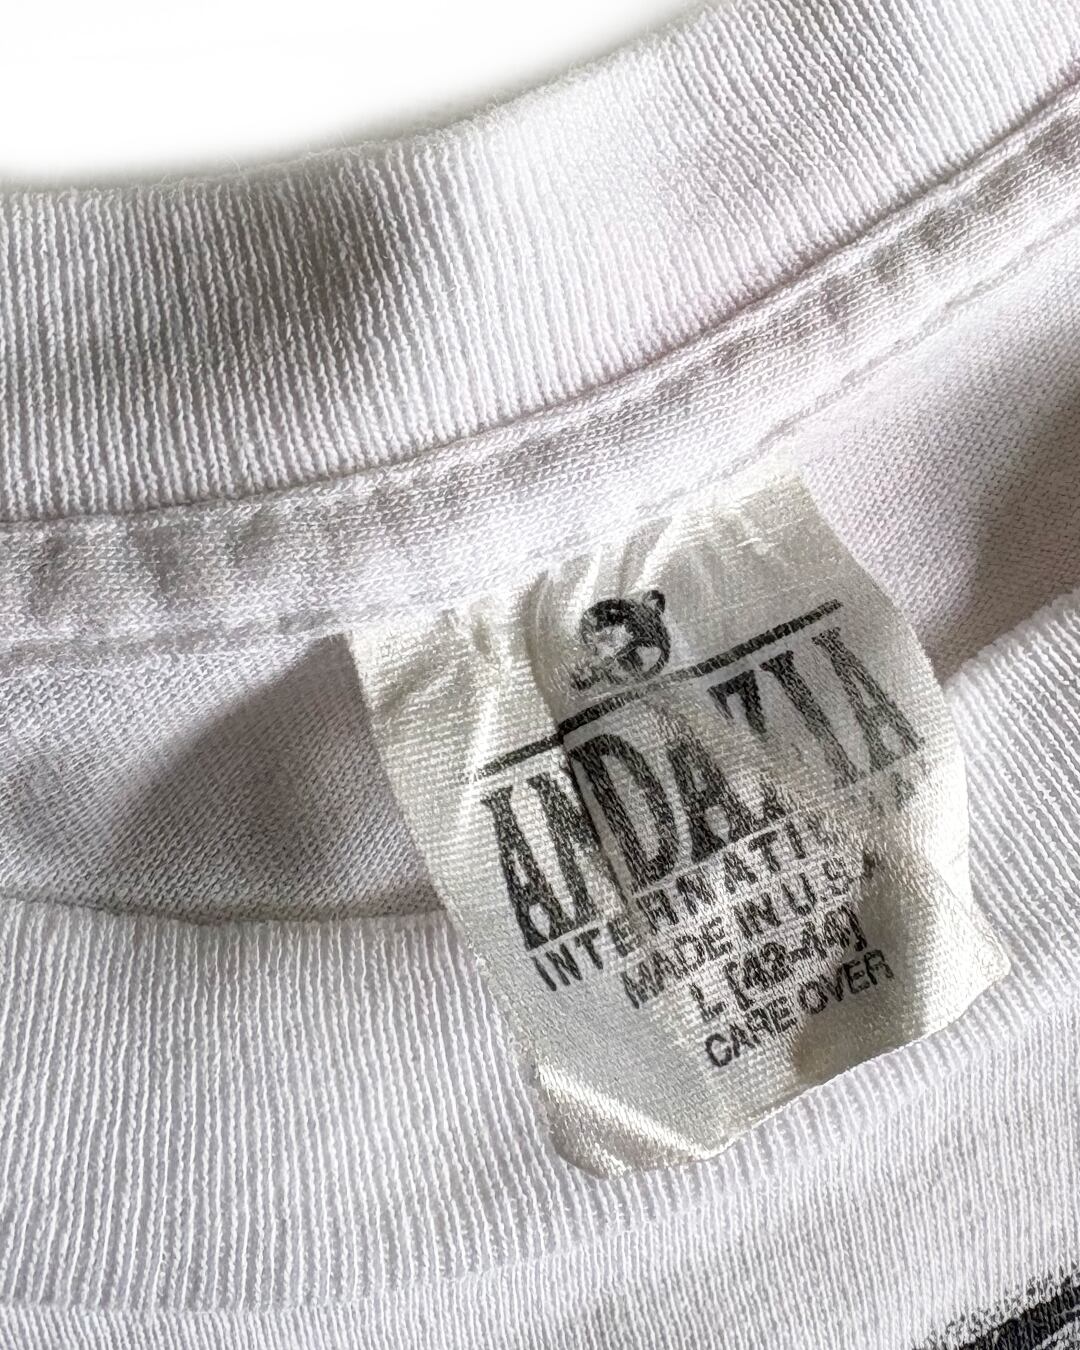 ANDAZIA
INTERNATI
MADE IN U.S.A
L [42-44]
CARE OVER